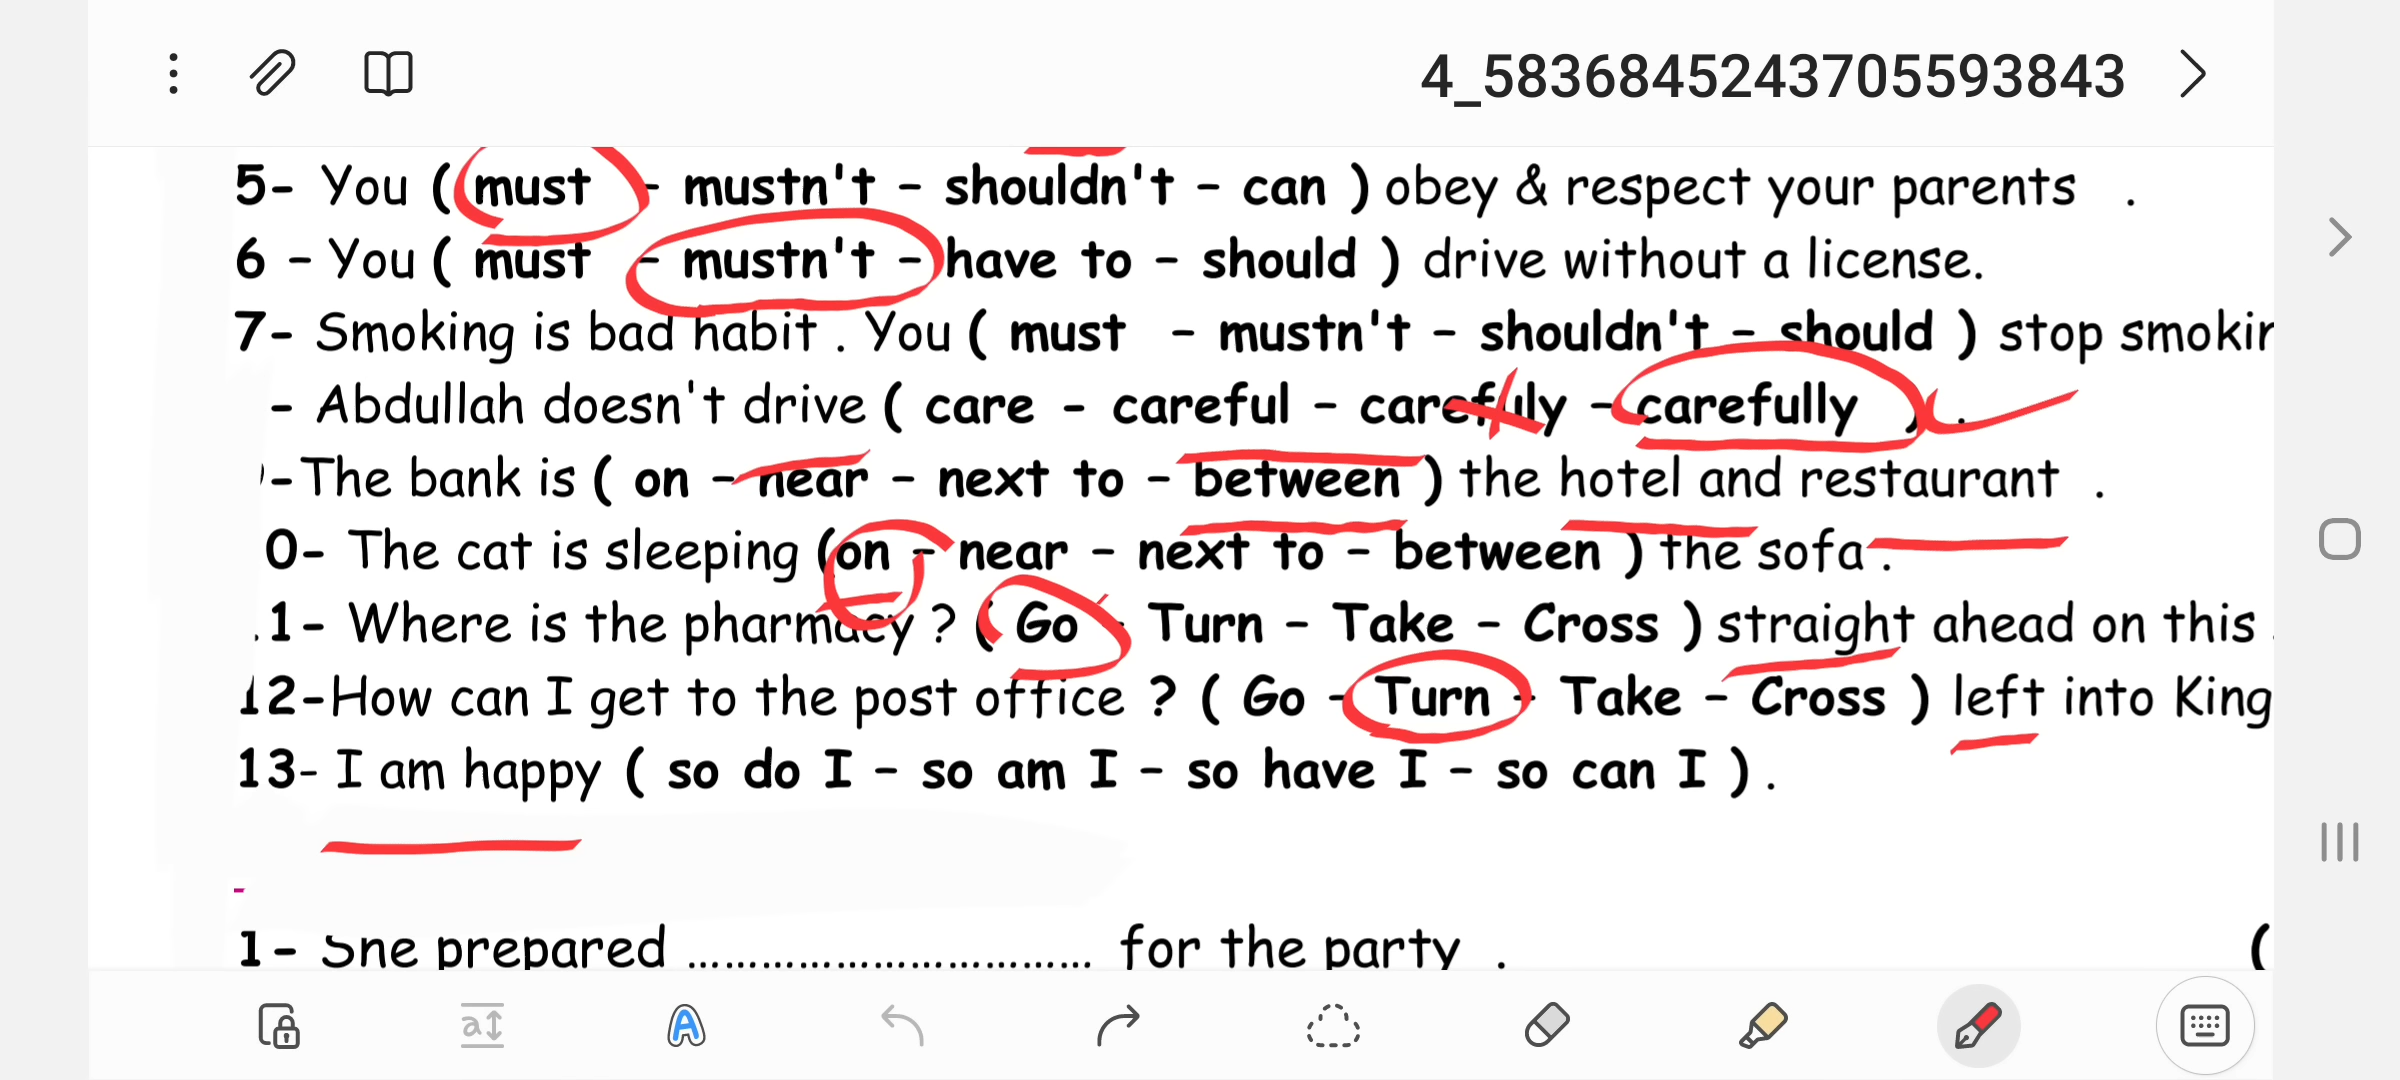 4_5836845243705593843
5- You ( must - mustn't - shouldn't - can ) obey & respect your parents .
6 - You ( must - mustn't - have to - should ) drive without a license.
7- Smoking is bad habit . You ( must - mustn't - shouldn't - should ) stop
- Abdullah doesn't drive ( care - careful - carefuly - carefully ) .
-The bank is ( on - near - next to - between ) the hotel and restaurant .
0- The cat is sleeping (on - near - next to - between ) the sofa .
.1- Where is the pharmacy ? ( Go - Turn - Take - Cross ) straight ahead on this
12-How can I get to the post office ? ( Go - Turn - Take - Cross ) left into King
13- I am happy ( so do I - so am I - so have I - so can I ) .
1- She prepared ................................ for the party . (